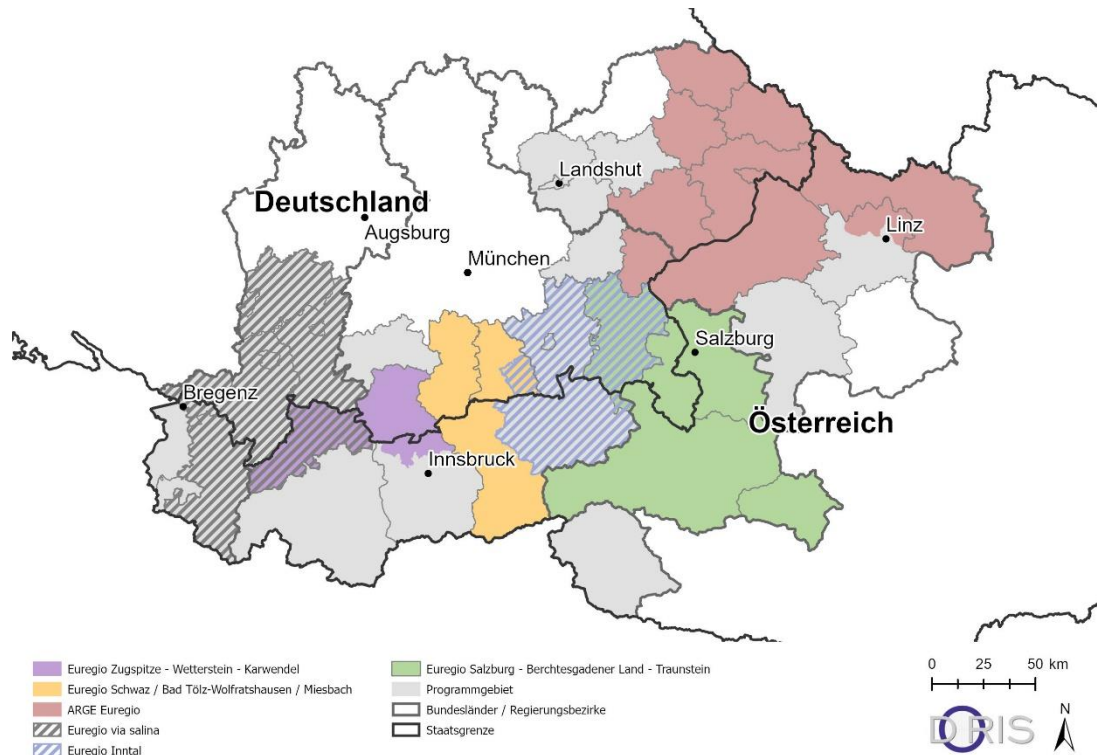 Landshut
Deutschland
Augsburg
Linz
München
Salzburg
Bregenz
Österreich
Innsbruck
Euregio Zugspitze - Wetterstein - Karwendel
Euregio Schwaz / Bad Tölz-Wolfratshausen / Miesbach
ARGE Euregio
Euregio via salina
Euregio Inntal
Euregio Salzburg - Berchtesgadener Land - Traunstein
Programmgebiet
Bundesländer / Regierungsbezirke
Staatsgrenze
0 25 50 km
DORIS
N